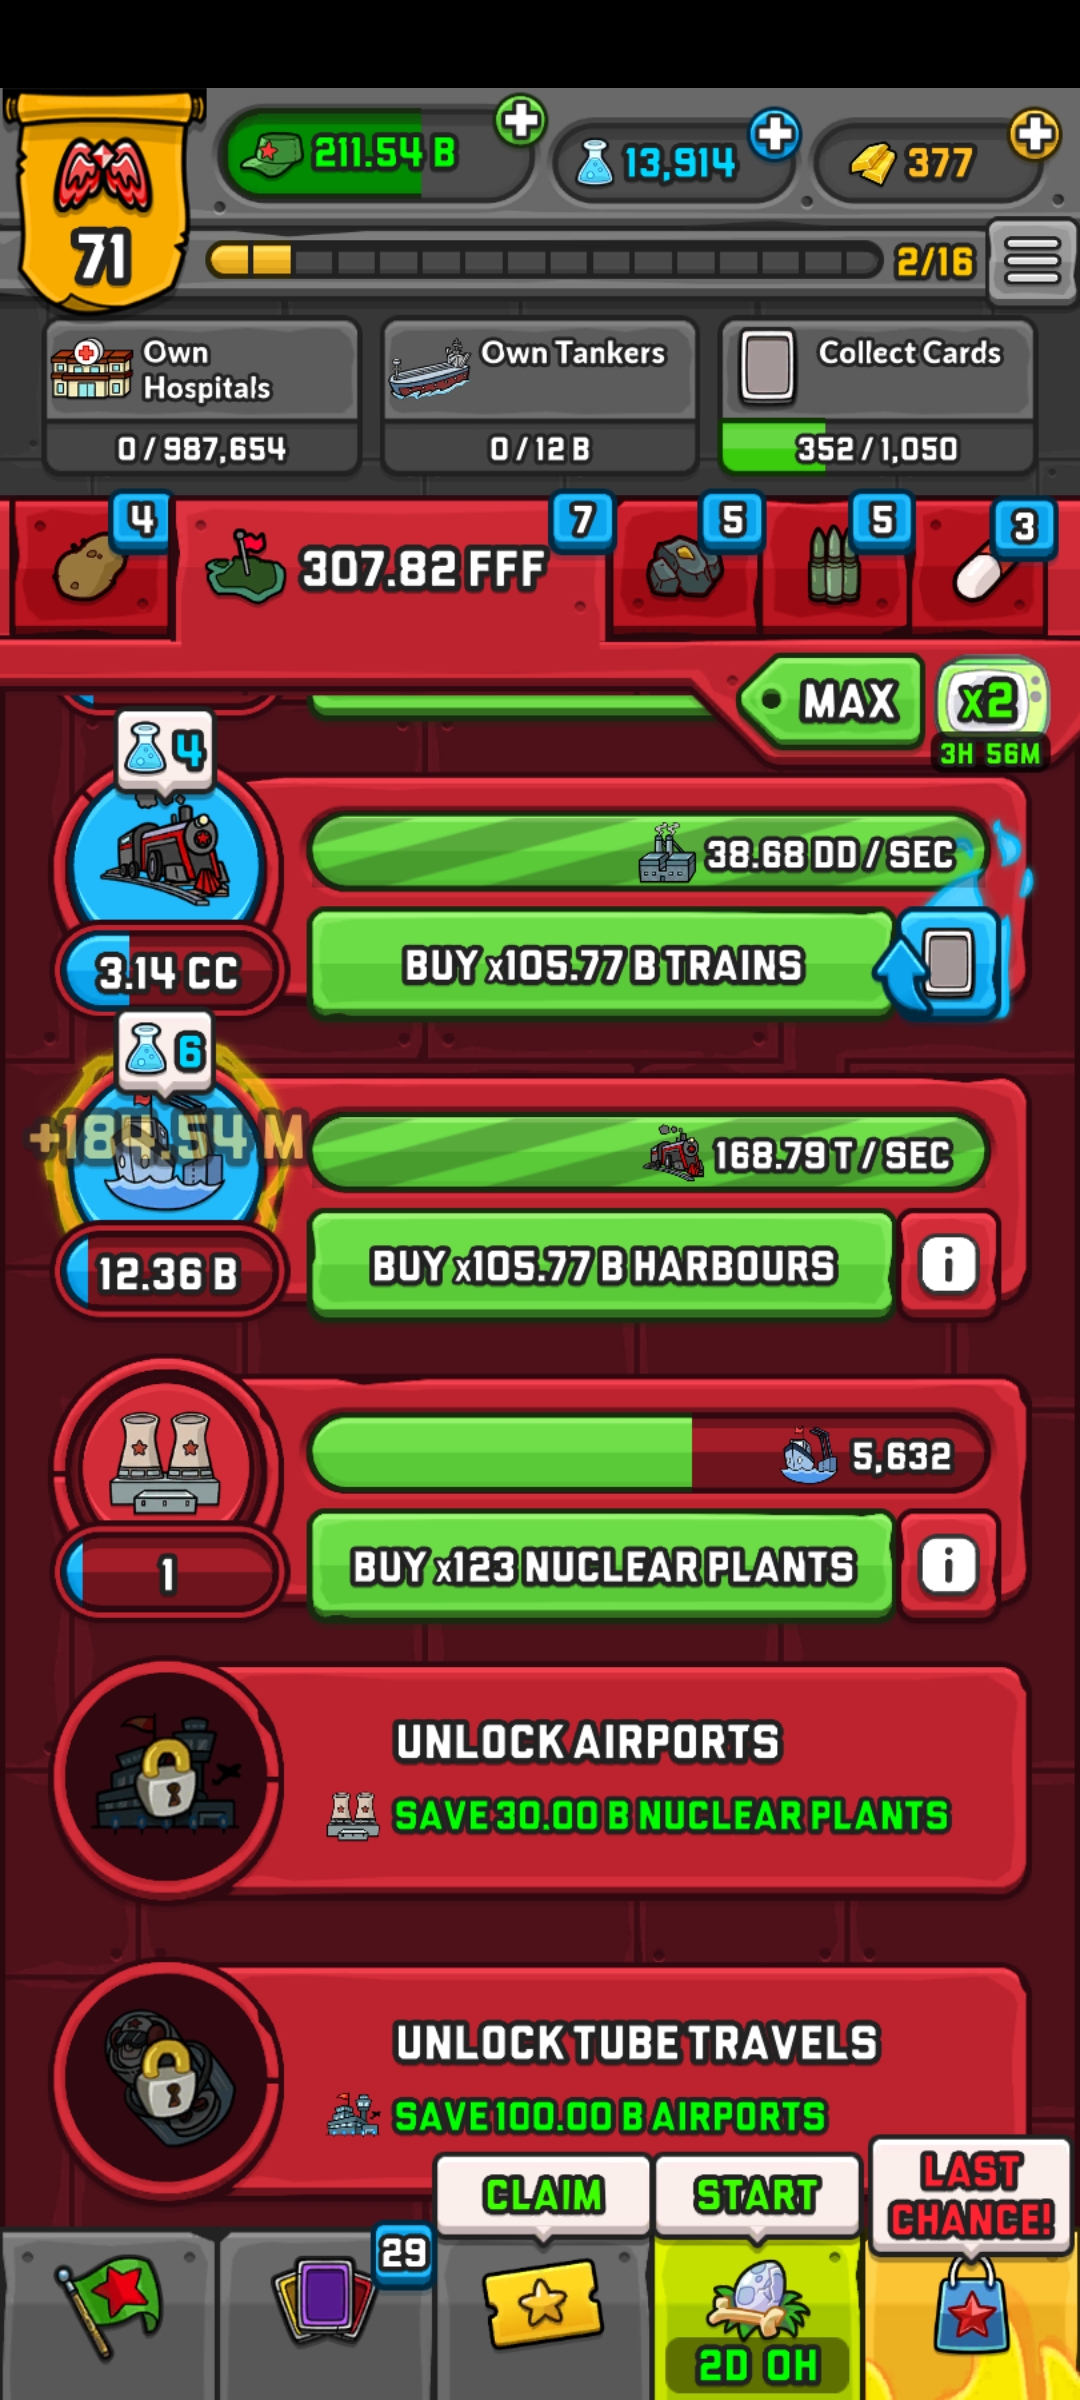 211.54 B
13,914
377
71
2/16
Own Hospitals
0/987,654
Own Tankers
0/12 B
Collect Cards
352/1,050
4
307.82 FFF
7
5
5
3
MAX
x2
3H 56M
4
38.68 DD/SEC
3.14 CC
BUY x105.77 B TRAINS
6
+184.54 M
168.79 T/SEC
12.36 B
BUY x105.77 B HARBOURS
i
5,632
1
BUY x123 NUCLEAR PLANTS
i
UNLOCK AIRPORTS
SAVE 30.00 B NUCLEAR PLANTS
UNLOCK TUBE TRAVELS
SAVE 100.00 B AIRPORTS
CLAIM
START
LAST
CHANCE!
29
2D 0H